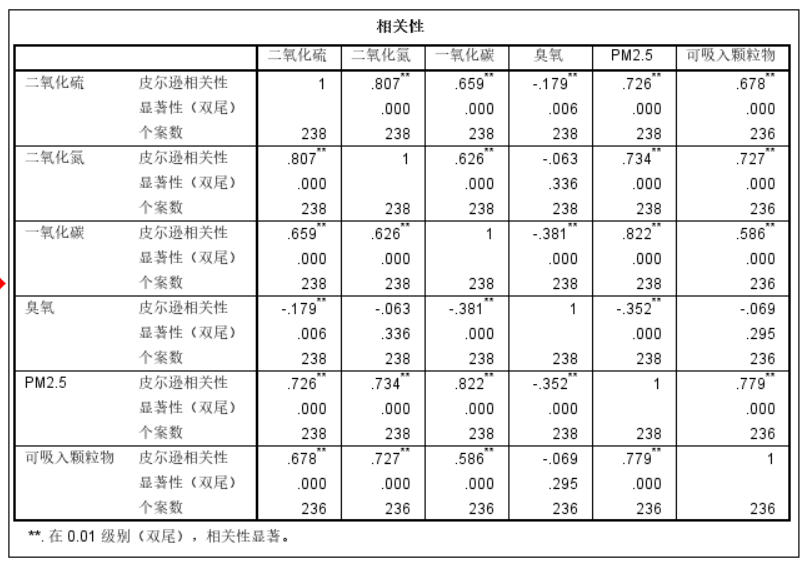 相关性
二氧化硫 二氧化氮 一氧化碳 臭氧 PM2.5 可吸入颗粒物
二氧化硫 皮尔逊相关性 1 .807** .659** -.179** .726** .678**
显著性（双尾） .000 .000 .006 .000 .000
个案数 238 238 238 238 238 236
二氧化氮 皮尔逊相关性 .807** 1 .626** -.063 .734** .727**
显著性（双尾） .000 .000 .336 .000 .000
个案数 238 238 238 238 238 236
一氧化碳 皮尔逊相关性 .659** .626** 1 -.381** .822** .586**
显著性（双尾） .000 .000 .000 .000 .000
个案数 238 238 238 238 238 236
臭氧 皮尔逊相关性 -.179** -.063 -.381** 1 -.352** -.069
显著性（双尾） .006 .336 .000 .000 .295
个案数 238 238 238 238 238 236
PM2.5 皮尔逊相关性 .726** .734** .822** -.352** 1 .779**
显著性（双尾） .000 .000 .000 .000 .000
个案数 238 238 238 238 238 236
可吸入颗粒物 皮尔逊相关性 .678** .727** .586** -.069 .779** 1
显著性（双尾） .000 .000 .000 .295 .000
个案数 236 236 236 236 236 236
**. 在 0.01 级别（双尾），相关性显著。